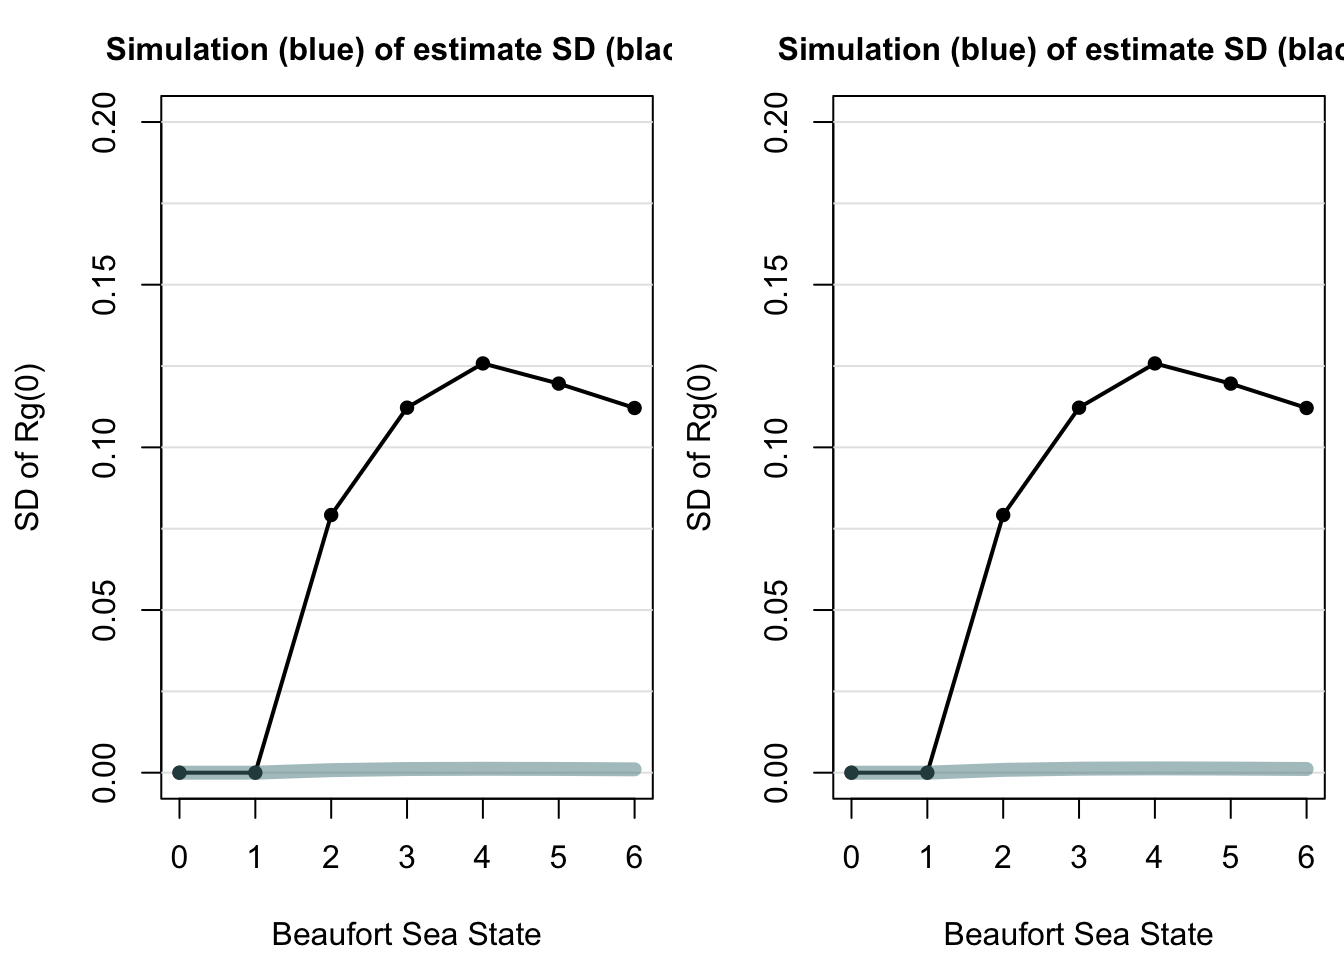 Simulation (blue) of estimate SD (blac
SD of Rg(0)
0.20
0.15
0.10
0.05
0.00
0 1 2 3 4 5 6
Beaufort Sea State
Simulation (blue) of estimate SD (blac
SD of Rg(0)
0.20
0.15
0.10
0.05
0.00
0 1 2 3 4 5 6
Beaufort Sea State